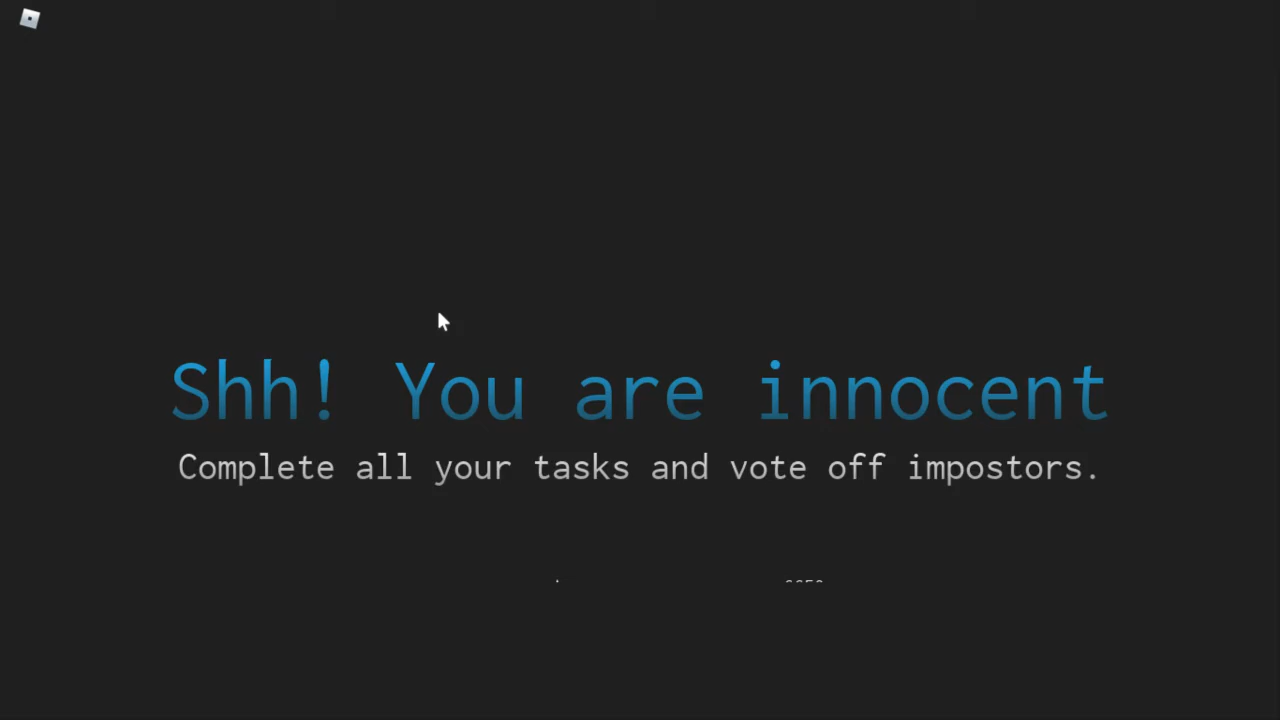 Shh! You are innocent
Complete all your tasks and vote off impostors.